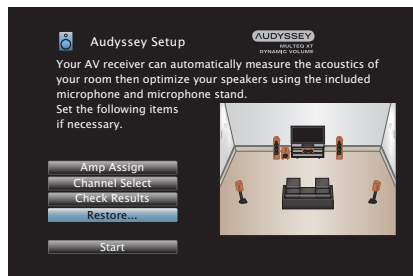 Audyssey Setup
AUDYSSEY
MULTEQ XT
DYNAMIC VOLUME
Your AV receiver can automatically measure the acoustics of
your room then optimize your speakers using the included
microphone and microphone stand.
Set the following items
if necessary.
Amp Assign
Channel Select
Check Results
Restore...
Start